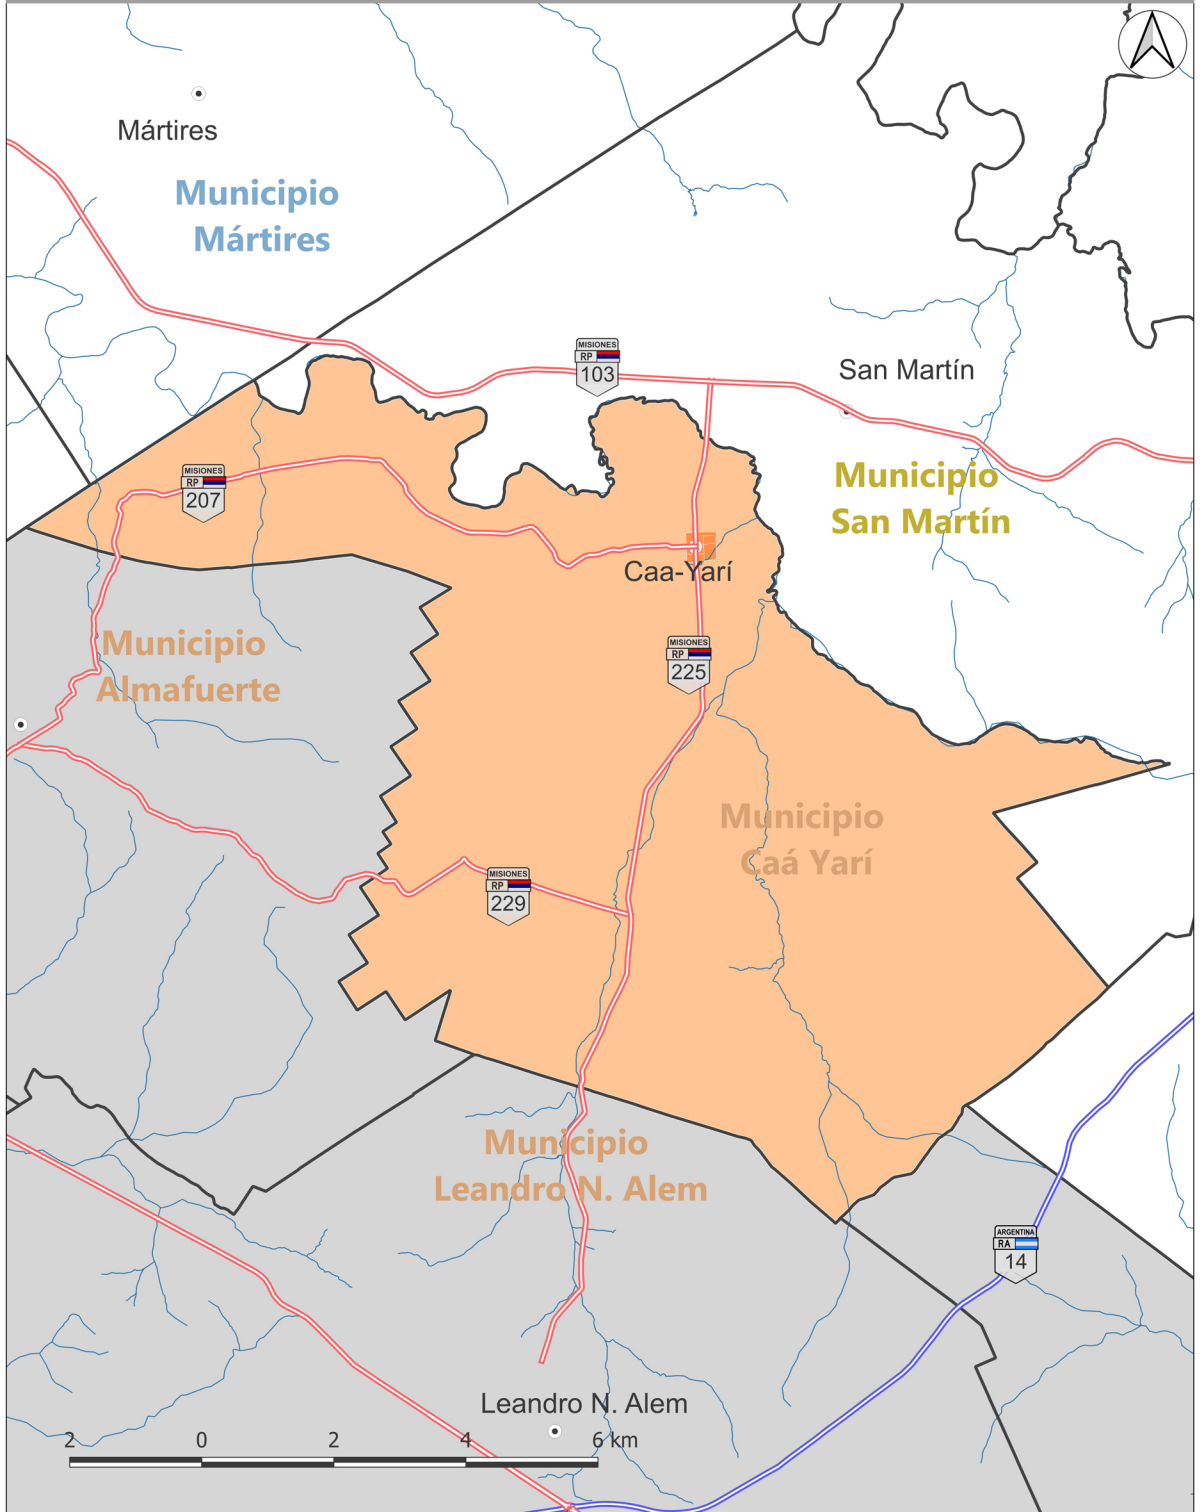 Mártires
Municipio
Mártires
MISIONES
RP
103
San Martín
Municipio
San Martín
MISIONES
RP
207
Caa-Yarí
Municipio
Almafuerte
MISIONES
RP
225
Municipio
Caá Yarí
MISIONES
RP
229
Municipio
Leandro N. Alem
ARGENTINA
RA
14
Leandro N. Alem
2 0 2 4 6 km